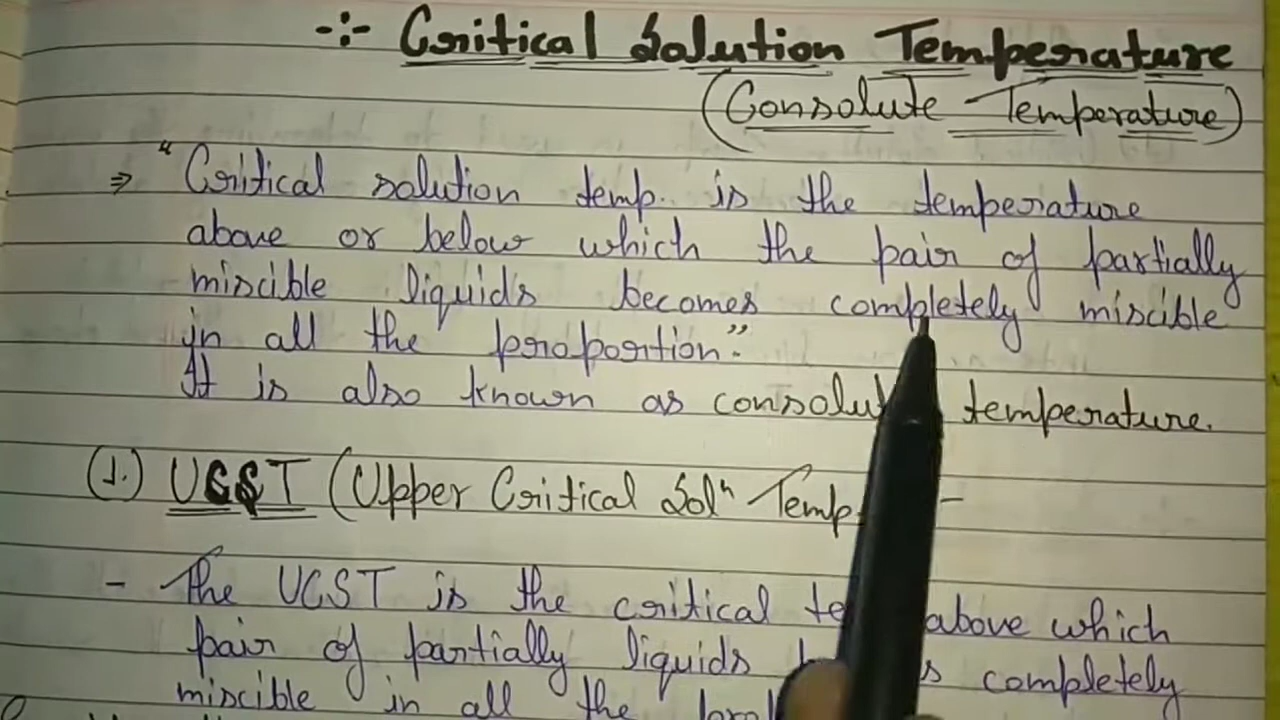 -:- Critical Solution Temperature
(Consolute Temperature)
⇒ "Critical solution temp. is the temperature
above or below which the pair of partially
miscible liquids becomes completely miscible
in all the proportion."
It is also known as consolut temperature.
(1.) UCST (Upper Critical Solⁿ Temp. -
- The UCST is the critical te above which
pair of partially liquids completely
miscible in all the